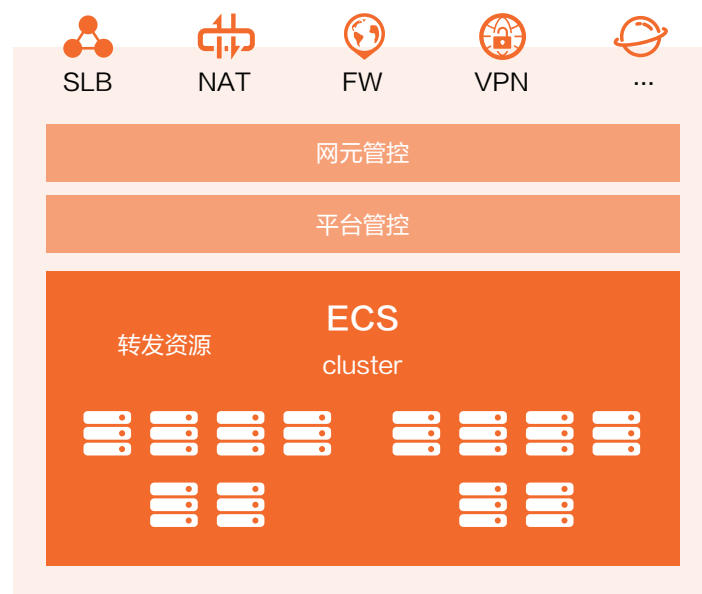 SLB NAT FW VPN ...
网元管控
平台管控
ECS
转发资源
cluster